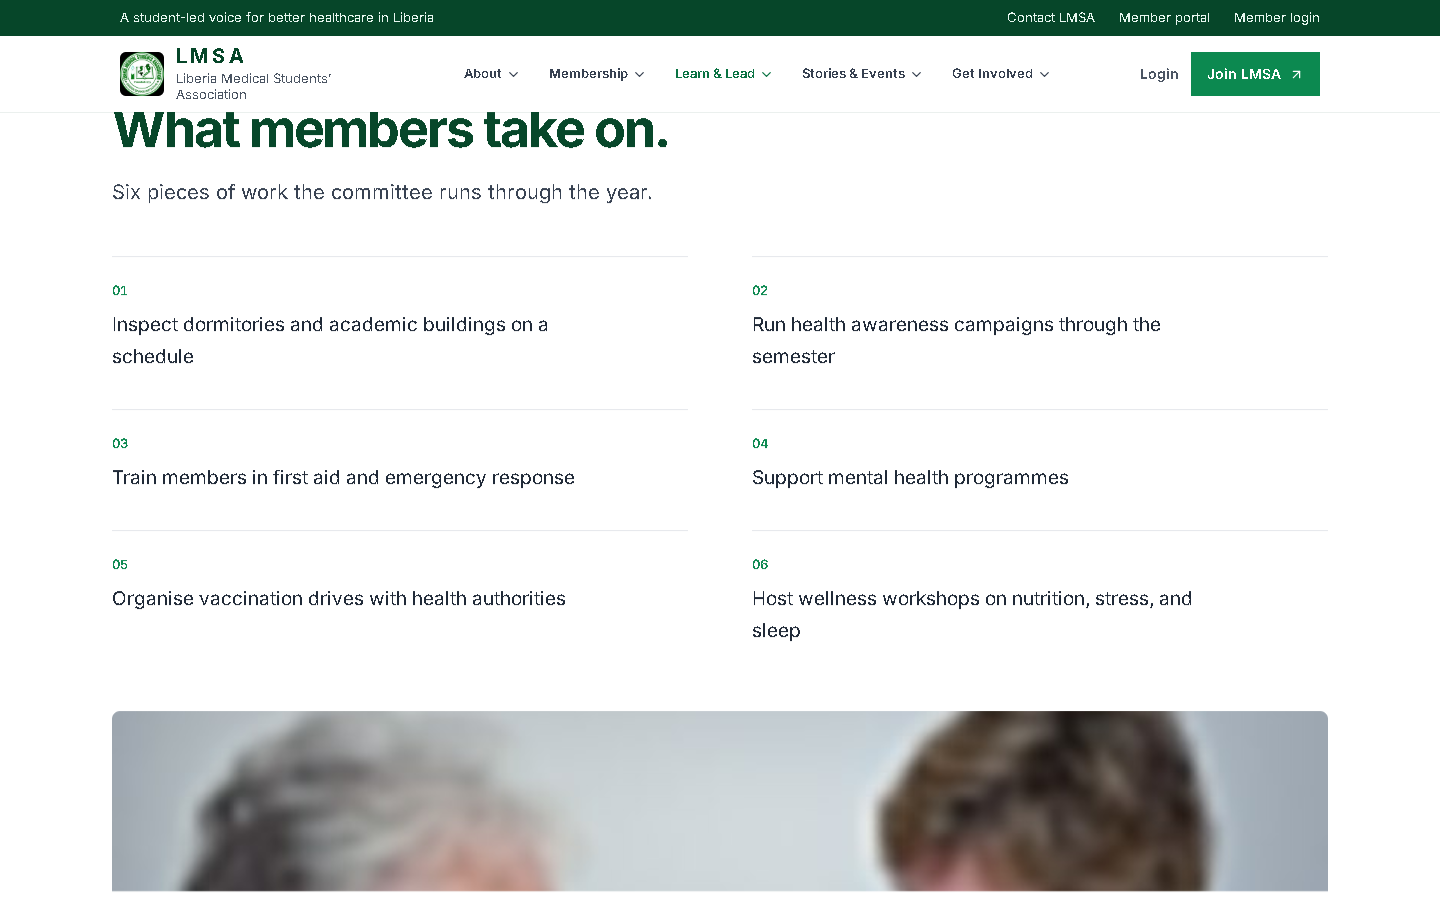 A student-led voice for better healthcare in Liberia
Contact LMSA
Member portal
Member login
LMSA
Liberia Medical Students'
Association
About
Membership
Learn & Lead
Stories & Events
Get Involved
Login
Join LMSA
What members take on.
Six pieces of work the committee runs through the year.
01
Inspect dormitories and academic buildings on a
schedule
02
Run health awareness campaigns through the
semester
03
Train members in first aid and emergency response
04
Support mental health programmes
05
Organise vaccination drives with health authorities
06
Host wellness workshops on nutrition, stress, and
sleep